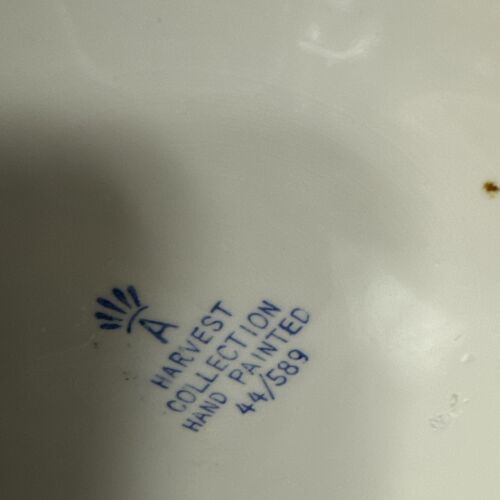 A
HARVEST
COLLECTION
HAND PAINTED
44/589